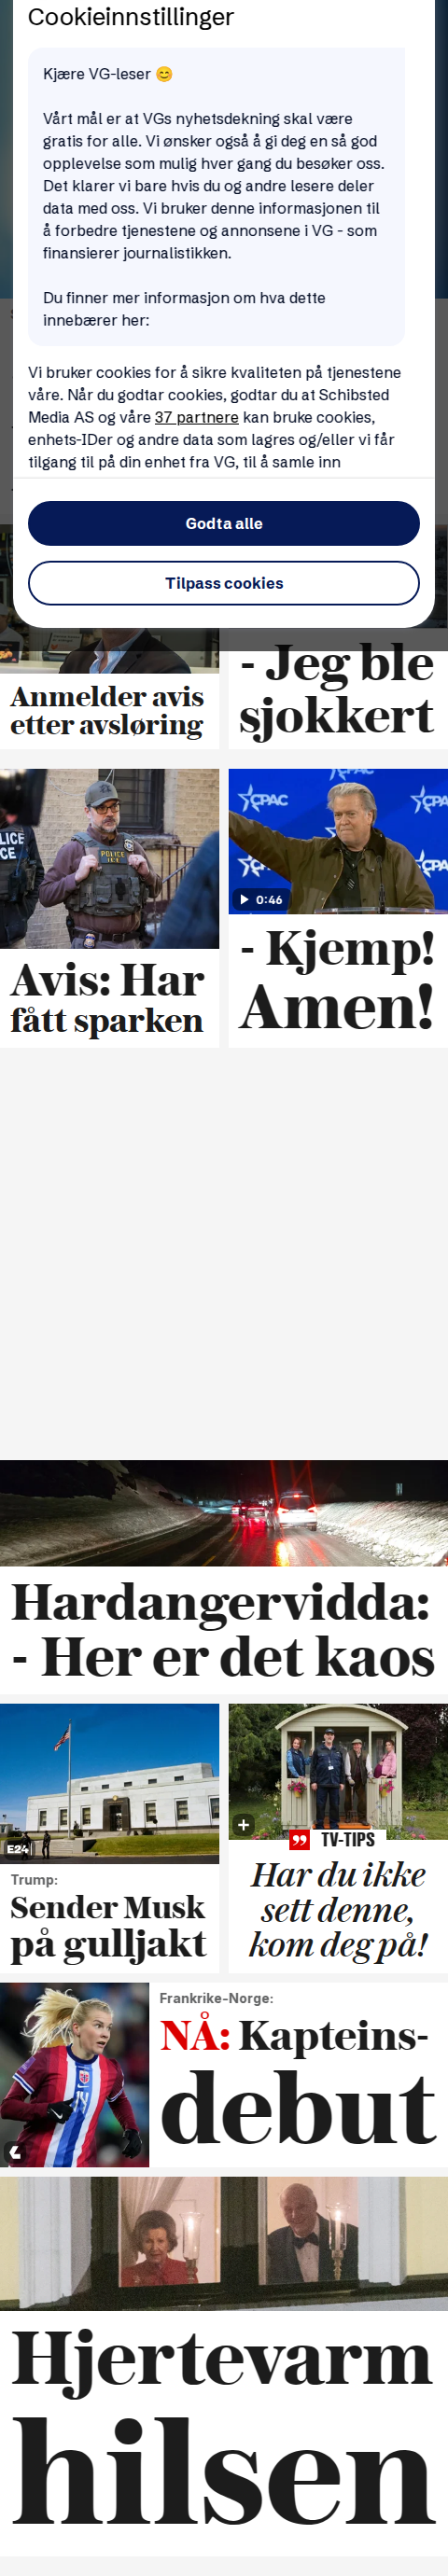 Cookieinnstillinger
Kjære VG-leser 😊
Vårt mål er at VGs nyhetsdekning skal være
gratis for alle. Vi ønsker også å gi deg en så god
opplevelse som mulig hver gang du besøker oss.
Det klarer vi bare hvis du og andre lesere deler
data med oss. Vi bruker denne informasjonen til
å forbedre tjenestene og annonsene i VG - som
finansierer journalistikken.
Du finner mer informasjon om hva dette
innebærer her:
Vi bruker cookies for å sikre kvaliteten på tjenestene
våre. Når du godtar cookies, godtar du at Schibsted
Media AS og våre 37 partnere kan bruke cookies,
enhets-IDer og andre data som lagres og/eller vi får
tilgang til på din enhet fra VG, til å samle inn
Godta alle
Tilpass cookies
Anmelder avis
etter avsløring
- Jeg ble
sjokkert
POLICE
ICE
POLICE
ICE
Avis: Har
fått sparken
CPAC
CPAC
CPAC
0:46
- Kjemp!
Amen!
Hardangervidda:
- Her er det kaos
E24
Trump:
Sender Musk
på gulljakt
TV-TIPS
Har du ikke
sett denne,
kom deg på!
Frankrike-Norge:
NÅ: Kapteins-
debut
Hjertevarm
hilsen